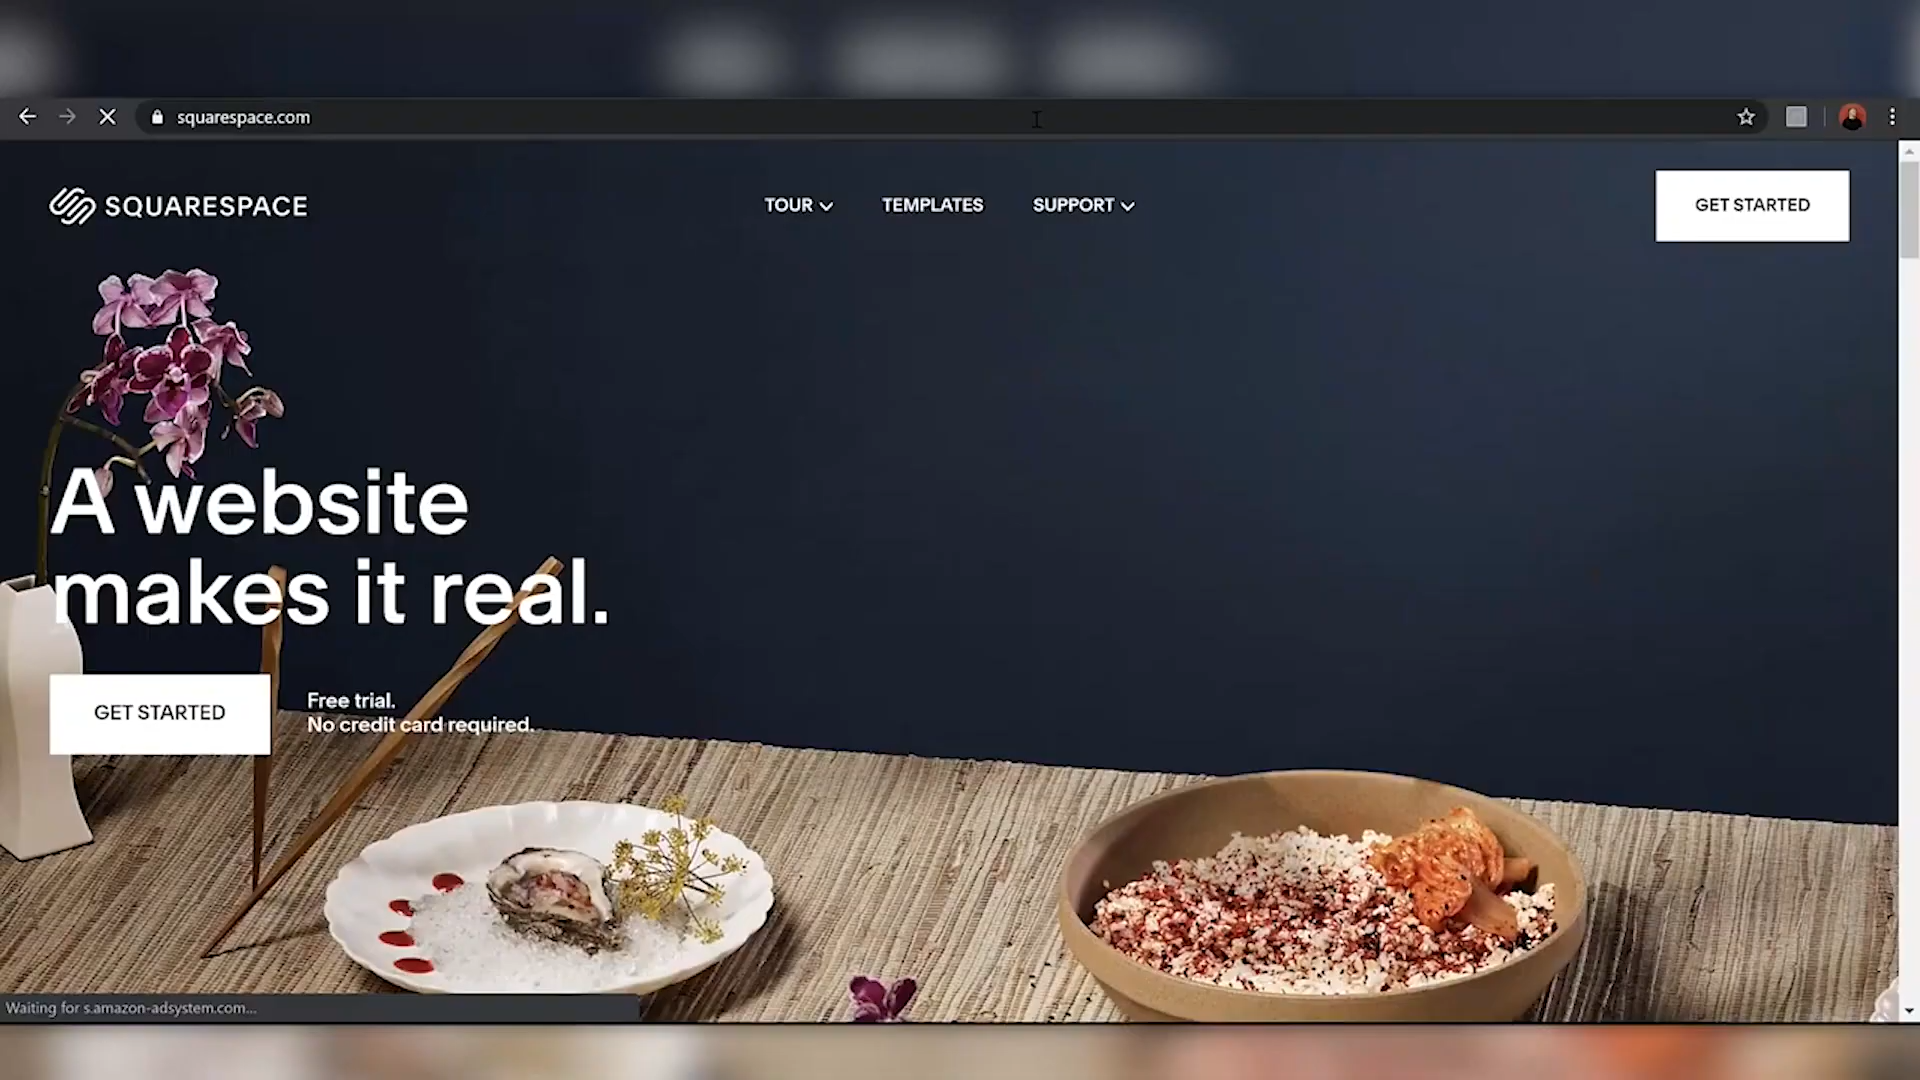 squarespace.com
SQUARESPACE
TOUR
TEMPLATES
SUPPORT
GET STARTED
A website
makes it real.
GET STARTED
Free trial.
No credit card required.
Waiting for s.amazon-adsystem.com...